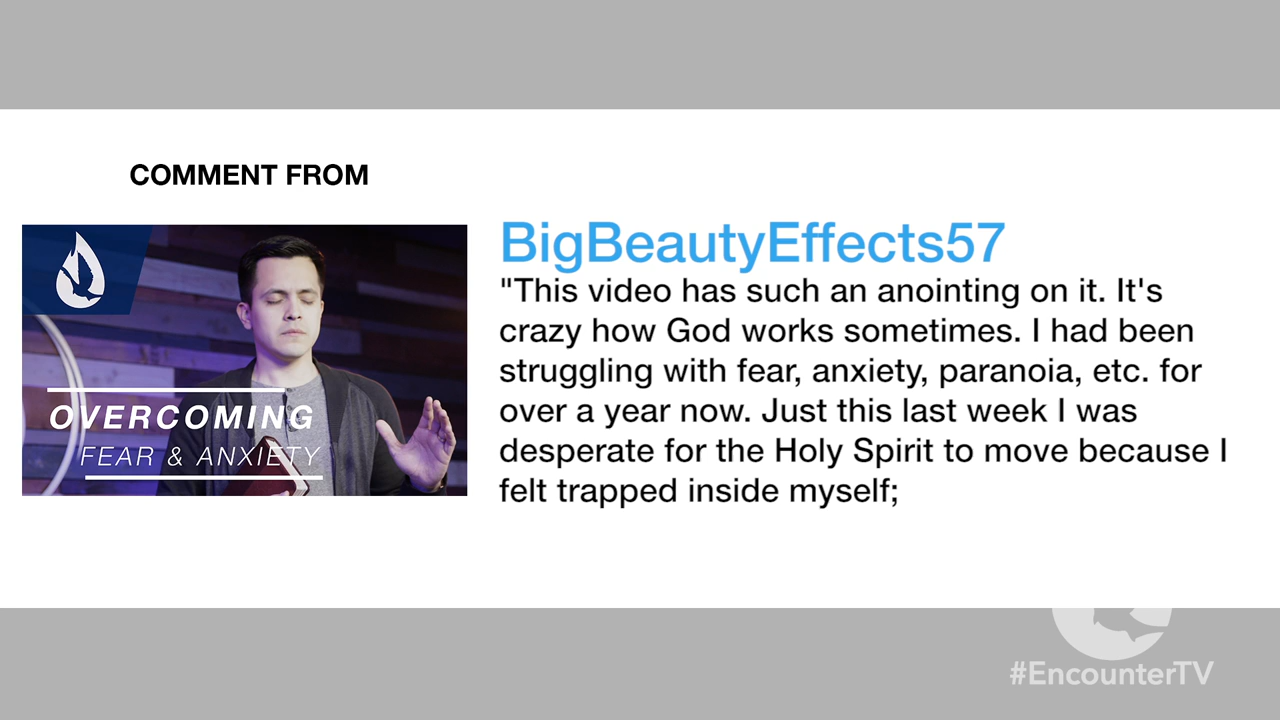 COMMENT FROM
OVERCOMING
FEAR & ANXIETY
BigBeautyEffects57
"This video has such an anointing on it. It's
crazy how God works sometimes. I had been
struggling with fear, anxiety, paranoia, etc. for
over a year now. Just this last week I was
desperate for the Holy Spirit to move because I
felt trapped inside myself;
#EncounterTV